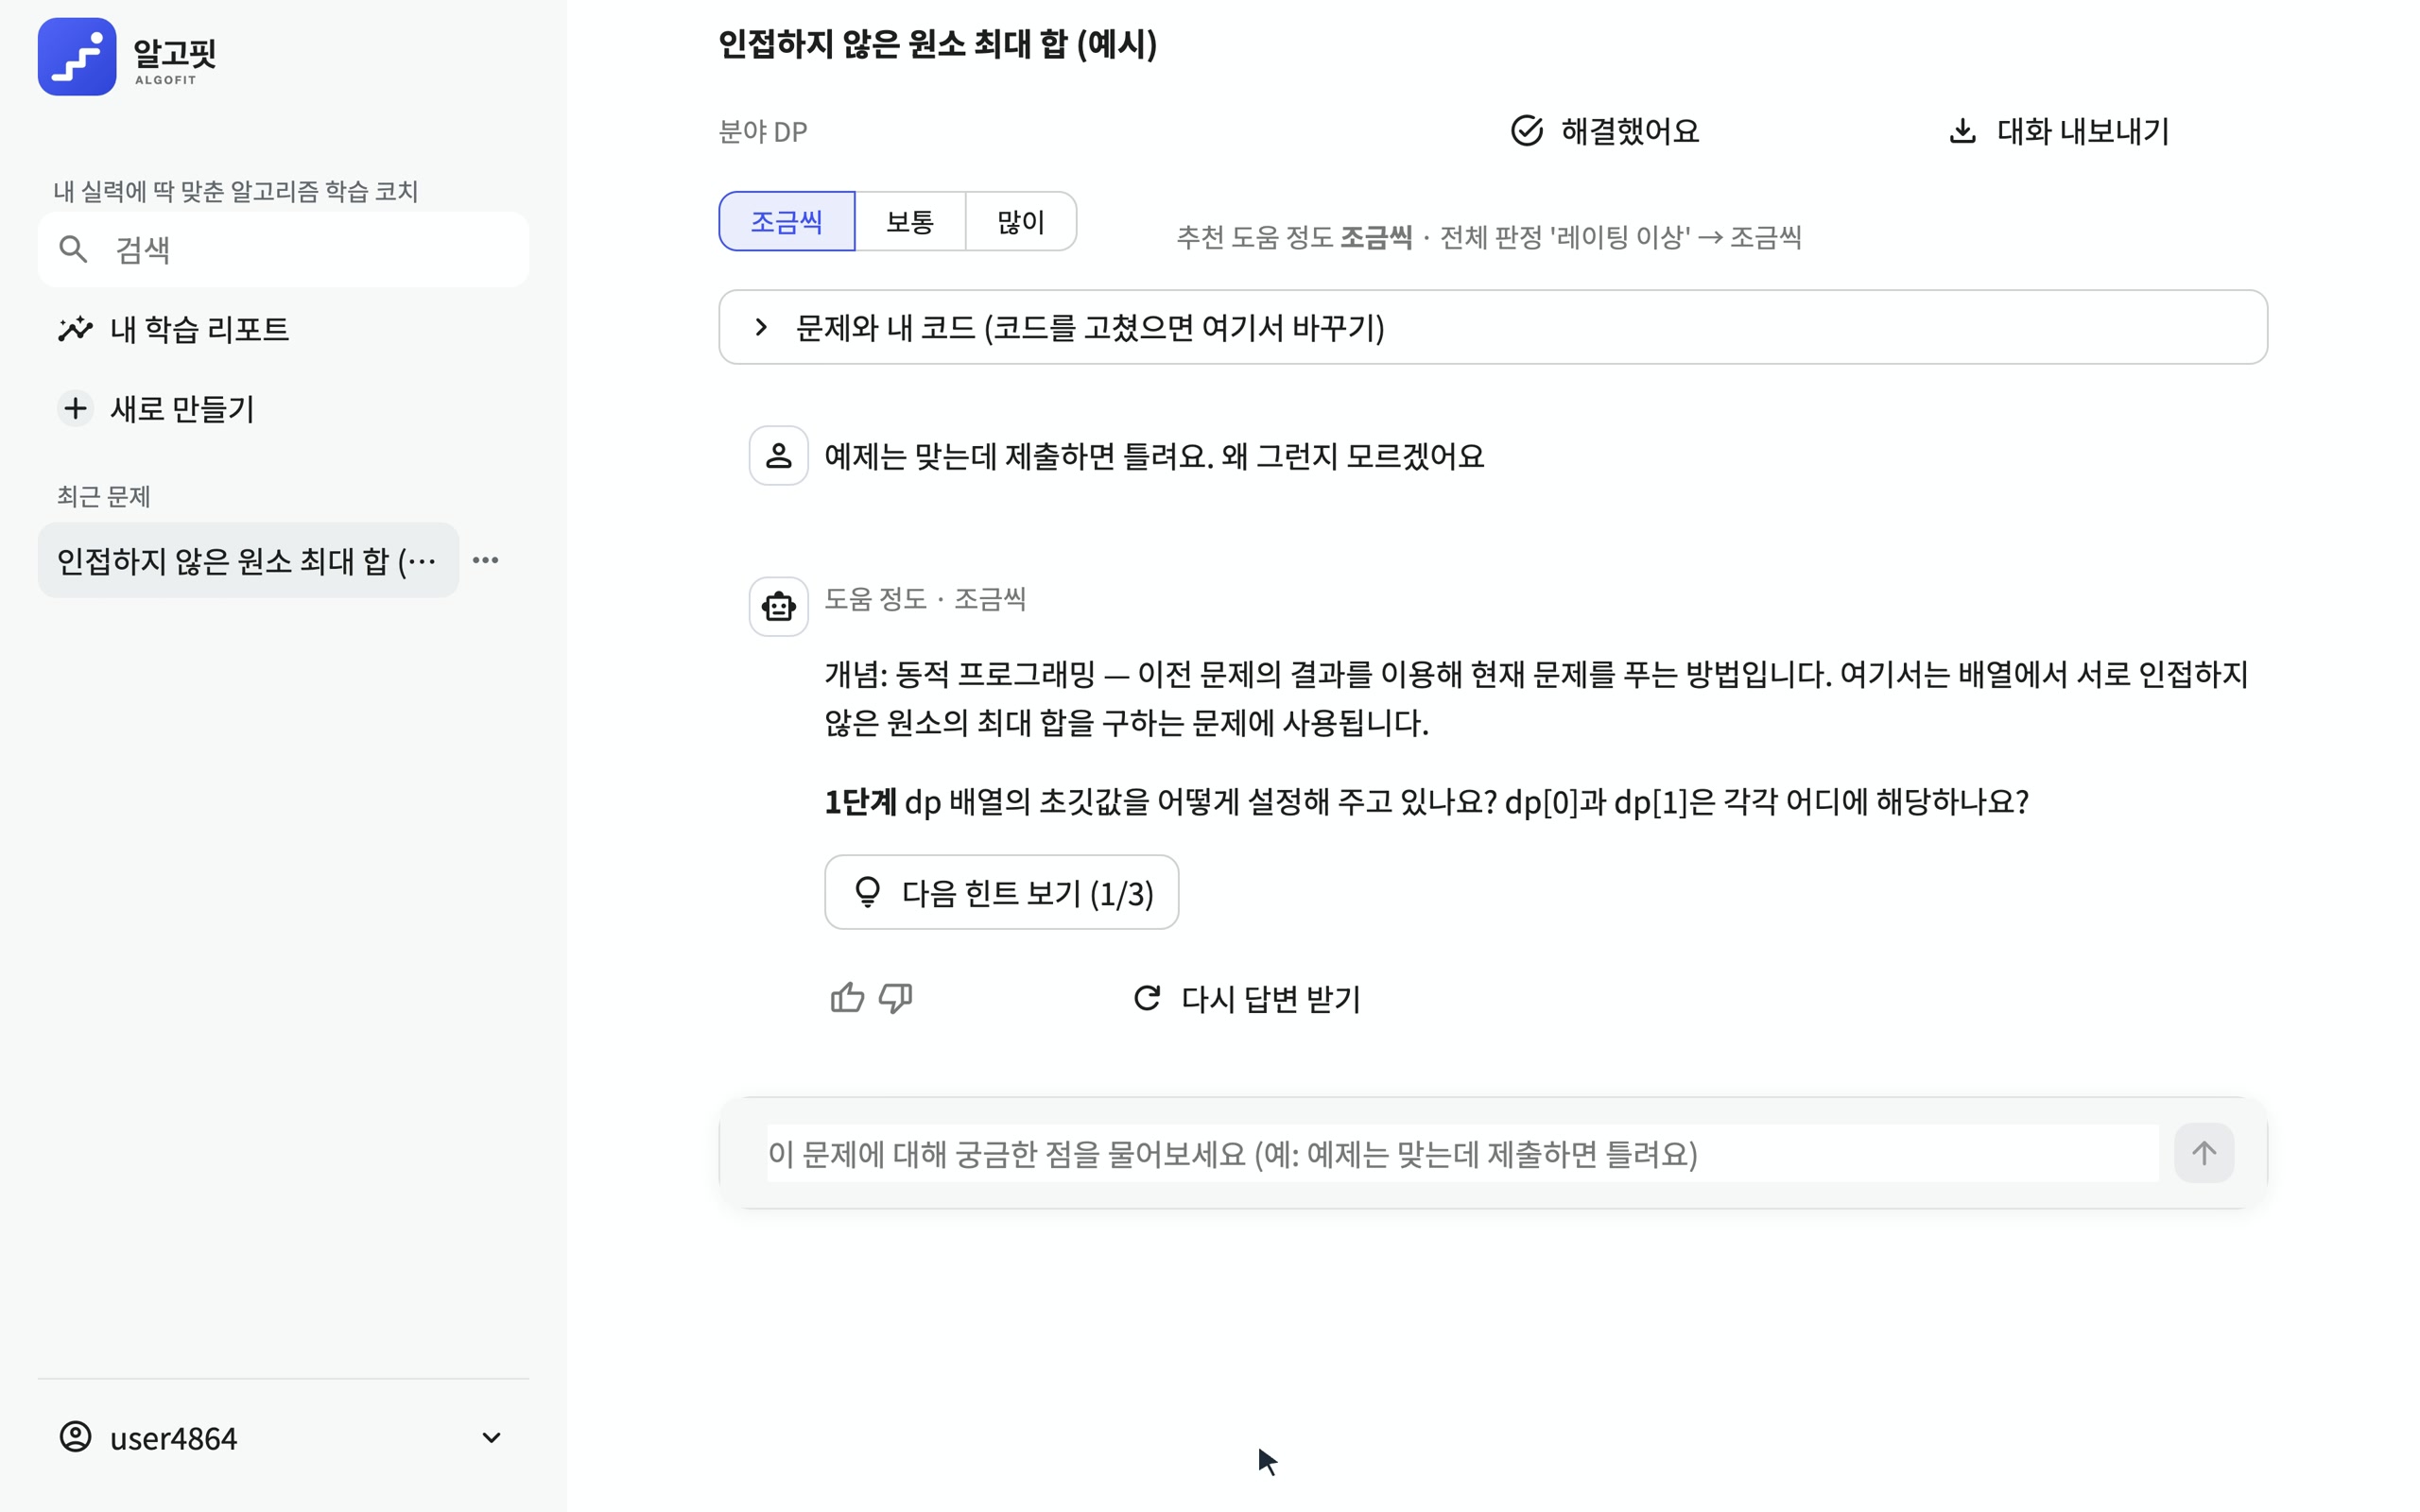 알고핏
ALGOFIT
내 실력에 딱 맞춘 알고리즘 학습 코치
검색
내 학습 리포트
새로 만들기
최근 문제
인접하지 않은 원소 최대 합 (···
user4864
인접하지 않은 원소 최대 합 (예시)
분야 DP
해결했어요
대화 내보내기
조금씩
보통
많이
추천 도움 정도 조금씩 · 전체 판정 '레이팅 이상' → 조금씩
문제와 내 코드 (코드를 고쳤으면 여기서 바꾸기)
예제는 맞는데 제출하면 틀려요. 왜 그런지 모르겠어요
도움 정도 · 조금씩
개념: 동적 프로그래밍 — 이전 문제의 결과를 이용해 현재 문제를 푸는 방법입니다. 여기서는 배열에서 서로 인접하지
않은 원소의 최대 합을 구하는 문제에 사용됩니다.
1단계 dp 배열의 초깃값을 어떻게 설정해 주고 있나요? dp[0]과 dp[1]은 각각 어디에 해당하나요?
다음 힌트 보기 (1/3)
다시 답변 받기
이 문제에 대해 궁금한 점을 물어보세요 (예: 예제는 맞는데 제출하면 틀려요)